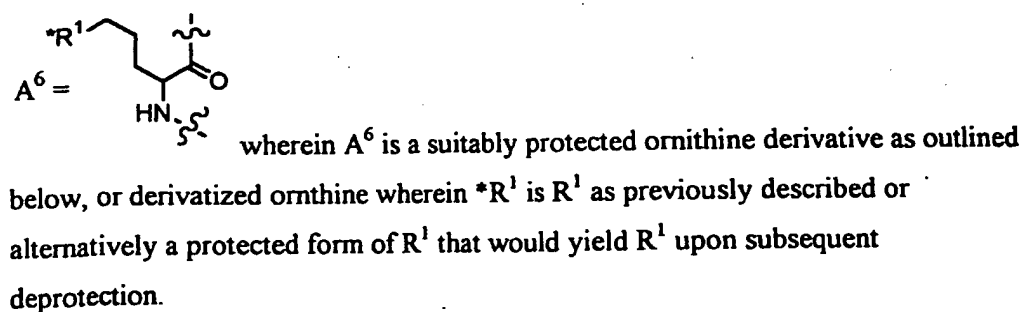 *R¹
A⁶ =
O
HN
wherein A⁶ is a suitably protected ornithine derivative as outlined
below, or derivatized ornthine wherein *R¹ is R¹ as previously described or
alternatively a protected form of R¹ that would yield R¹ upon subsequent
deprotection.